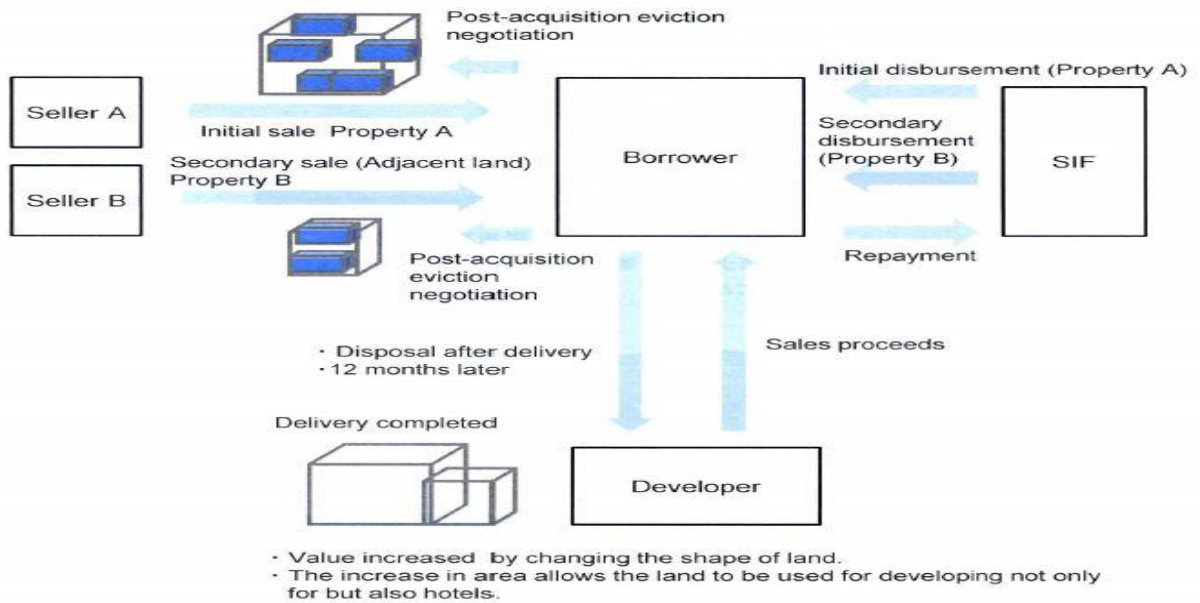 Post-acquisition eviction
negotiation
Seller A
Initial sale Property A
Secondary sale (Adjacent land)
Property B
Seller B
Borrower
Initial disbursement (Property A)
Secondary
disbursement
(Property B)
SIF
Repayment
Post-acquisition
eviction
negotiation
・Disposal after delivery
・12 months later
Sales proceeds
Delivery completed
Developer
・Value increased by changing the shape of land.
・The increase in area allows the land to be used for developing not only
for but also hotels.